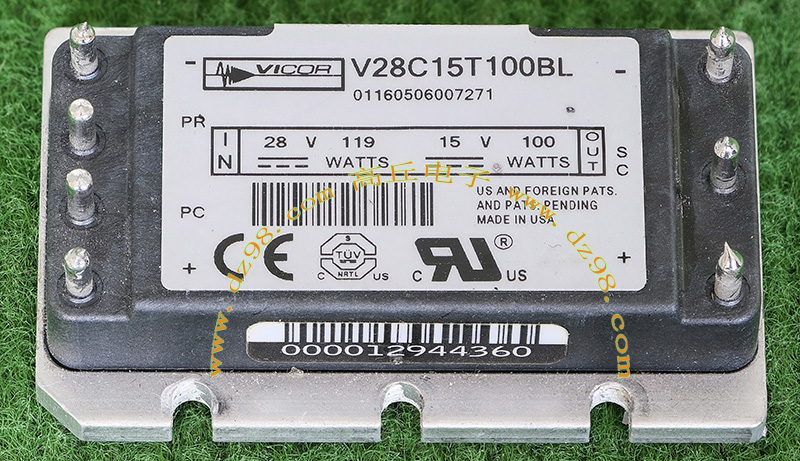 - VICOR V28C15T100BL -
01160506007271
PR
IN 28 V 119 WATTS 15 V 100 WATTS OUT
SC
US AND FOREIGN PATS.
AND PATS. PENDING
MADE IN USA
PC
+ CE
S
TÜV
C NRTL US
C RU ® US +
000012944360
www.dz98.com 高丘电子 www.dz98.com